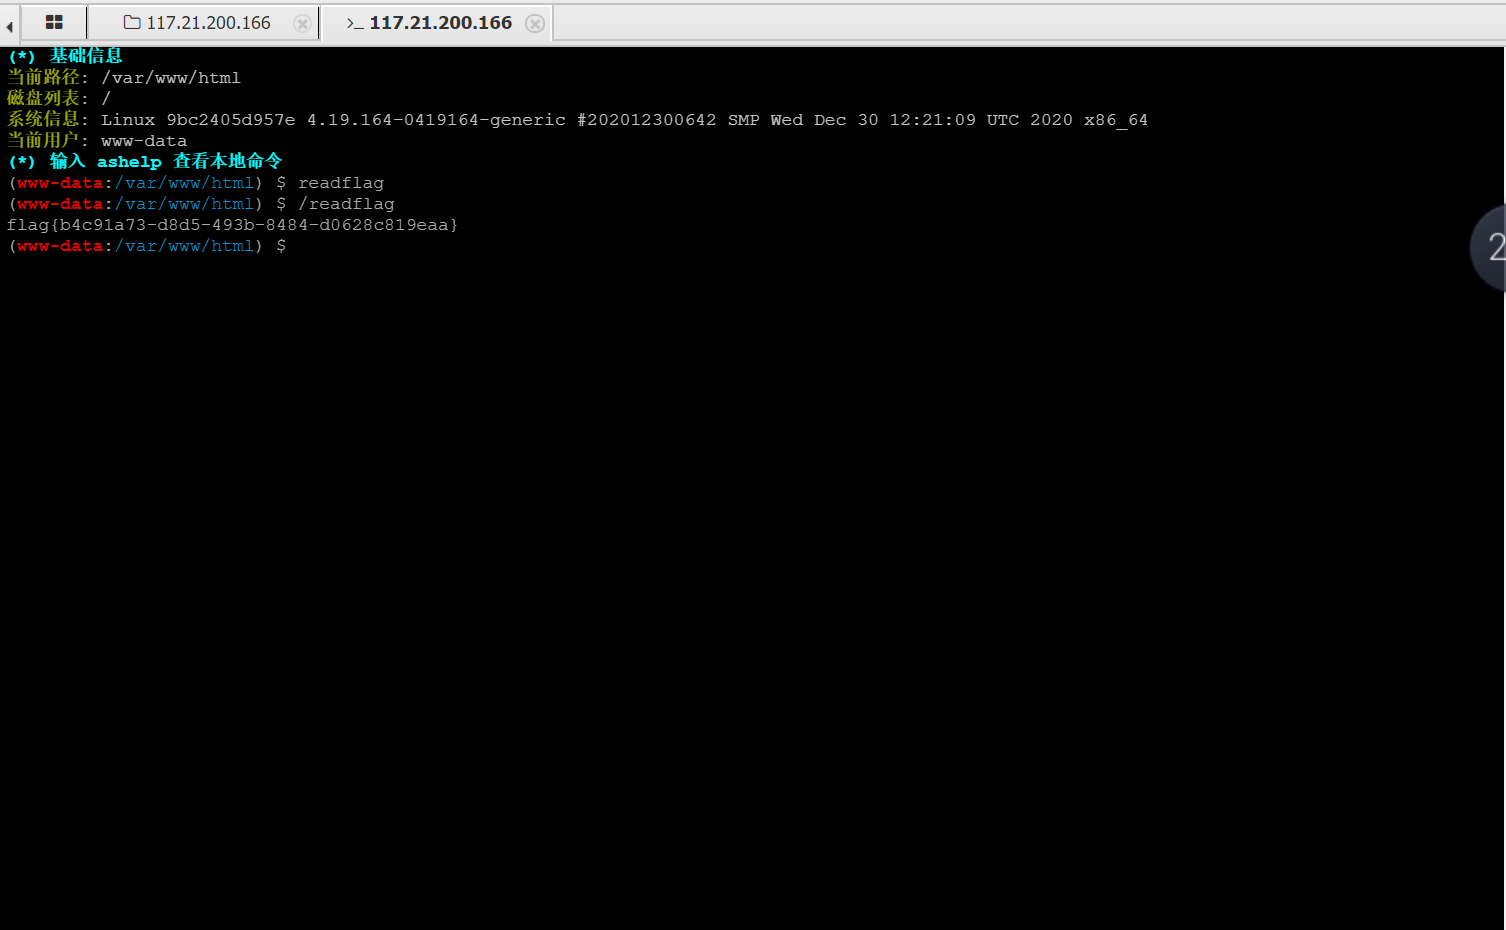 117.21.200.166 >_ 117.21.200.166
(*) 基础信息
当前路径: /var/www/html
磁盘列表: /
系统信息: Linux 9bc2405d957e 4.19.164-0419164-generic #202012300642 SMP Wed Dec 30 12:21:09 UTC 2020 x86_64
当前用户: www-data
(*) 输入 ashelp 查看本地命令
(www-data:/var/www/html) $ readflag
(www-data:/var/www/html) $ /readflag
flag{b4c91a73-d8d5-493b-8484-d0628c819eaa}
(www-data:/var/www/html) $
2